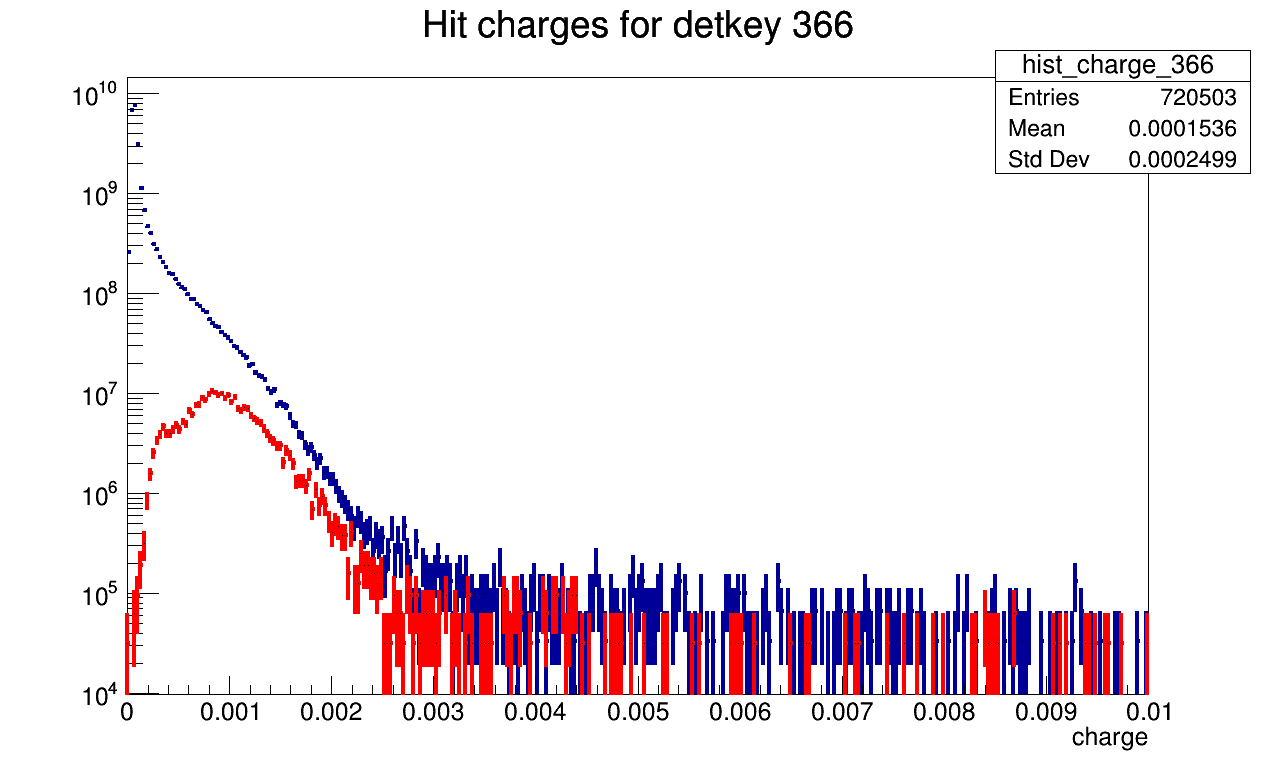 Hit charges for detkey 366
hist_charge_366
Entries 720503
Mean 0.0001536
Std Dev 0.0002499
10^10
10^9
10^8
10^7
10^6
10^5
10^4
0 0.001 0.002 0.003 0.004 0.005 0.006 0.007 0.008 0.009 0.01
charge